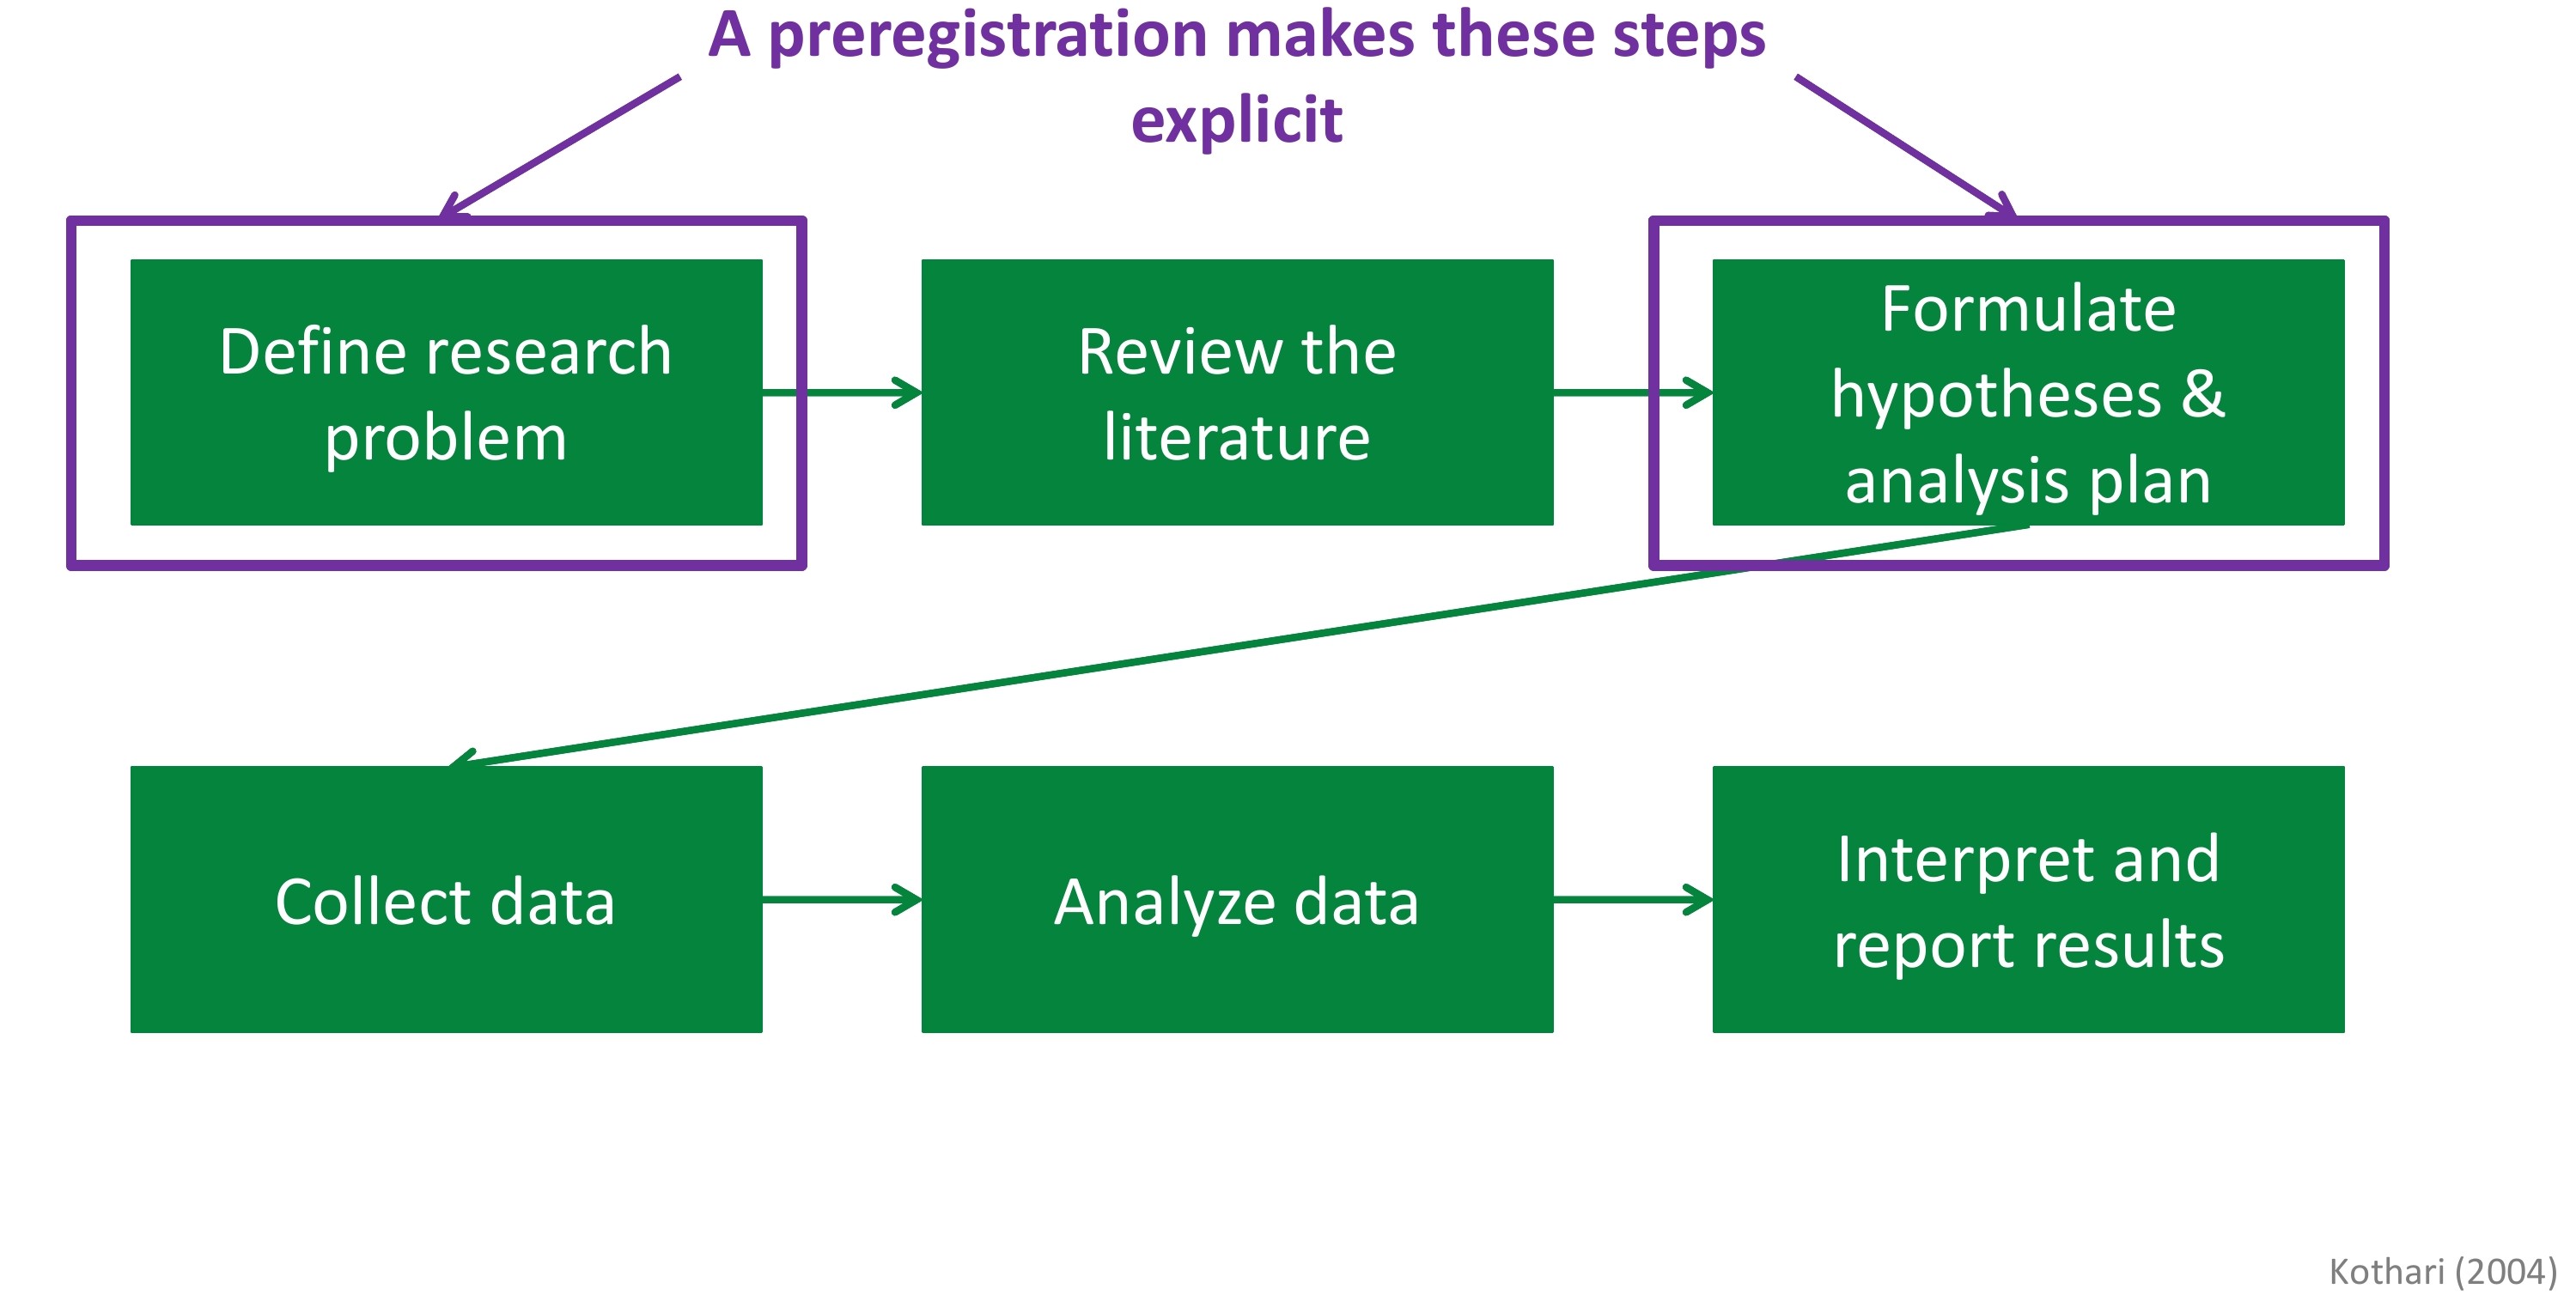 A preregistration makes these steps
explicit
Define research
problem
Review the
literature
Formulate
hypotheses &
analysis plan
Collect data
Analyze data
Interpret and
report results
Kothari (2004)